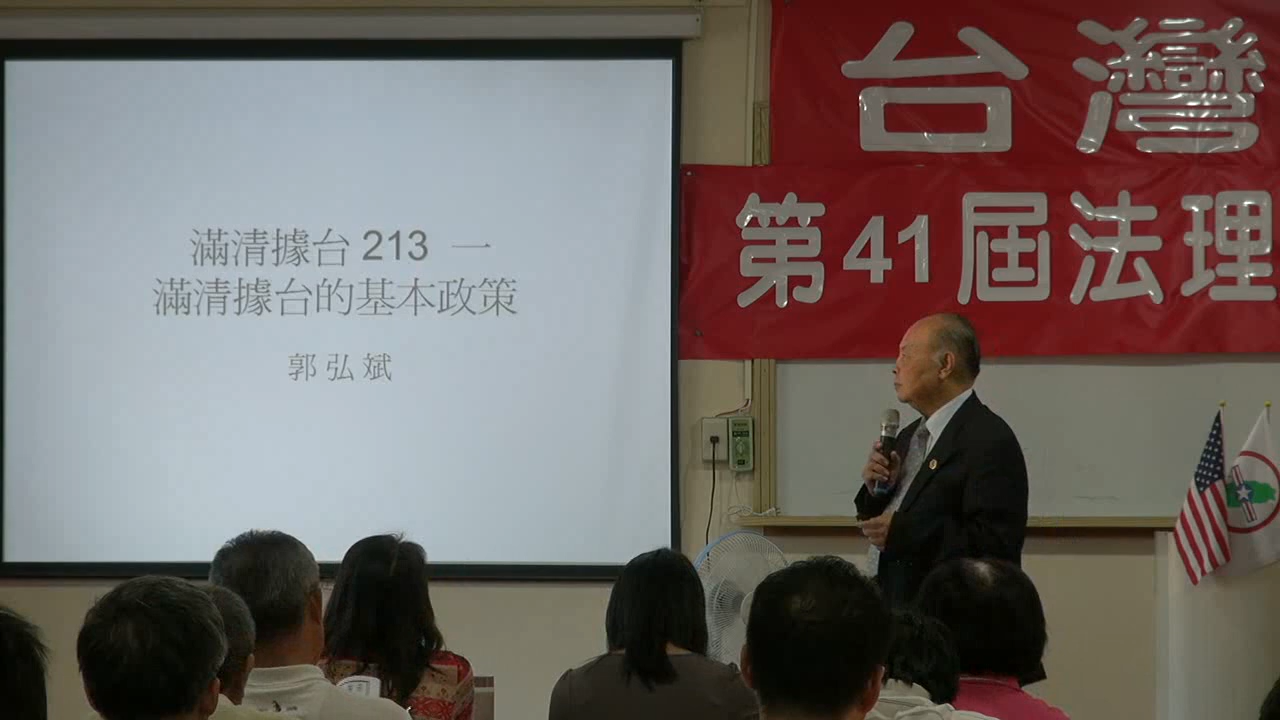 滿清據台 213 一
滿清據台的基本政策
郭 弘 斌
台灣
第41屆法理